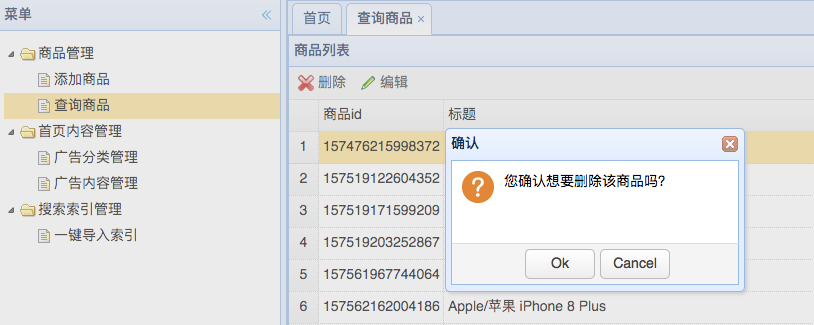 菜单
商品管理
添加商品
查询商品
首页内容管理
广告分类管理
广告内容管理
搜索索引管理
一键导入索引
首页 查询商品
商品列表
删除 编辑
商品id 标题
1 157476215998372
2 157519122604352
3 157519171599209
4 157519203252867
5 157561967744064
6 157562162004186 Apple/苹果 iPhone 8 Plus
确认
您确认想要删除该商品吗?
Ok Cancel